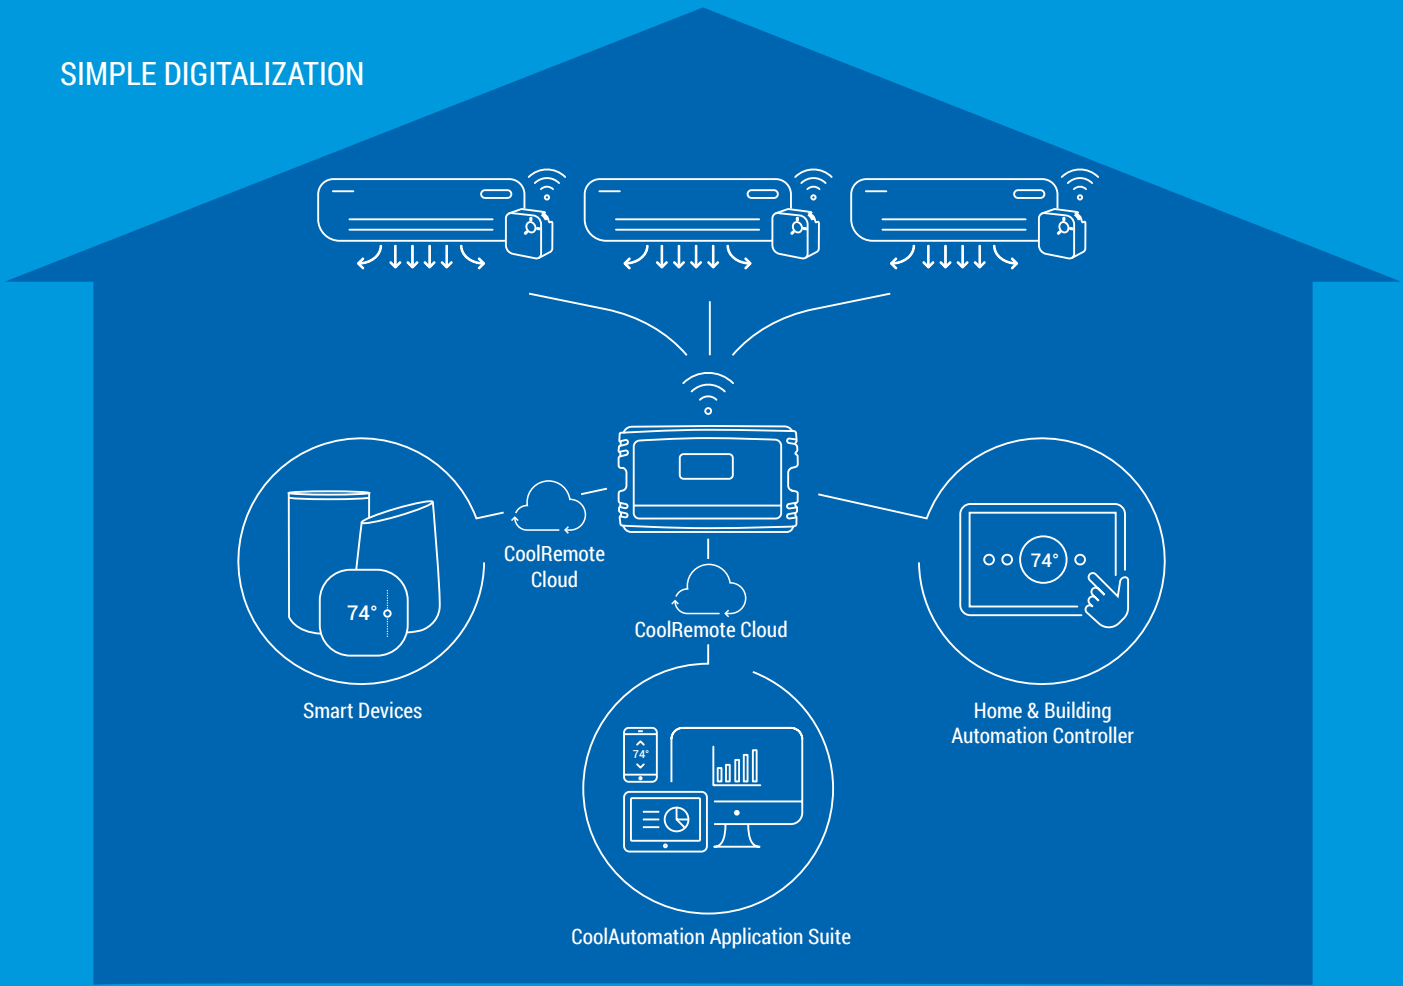 SIMPLE DIGITALIZATION
CoolRemote
Cloud
74°
CoolRemote Cloud
74°
Smart Devices
Home & Building
Automation Controller
74°
CoolAutomation Application Suite